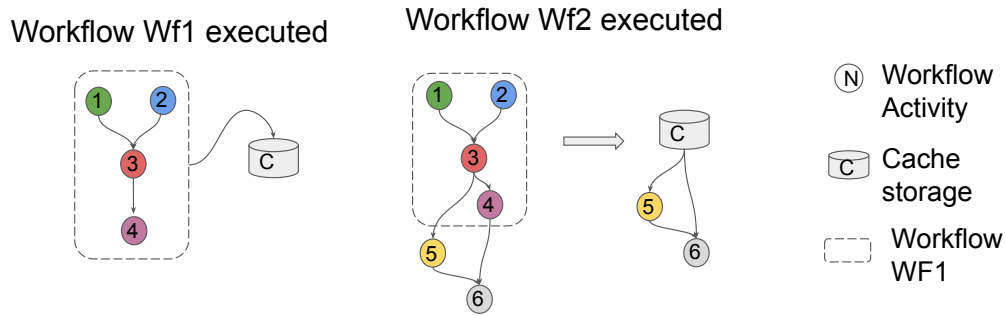 Workflow Wf1 executed
Workflow Wf2 executed
1
2
3
4
C
1
2
3
4
5
6
C
5
6
N
Workflow
Activity
C
Cache
storage
Workflow
WF1